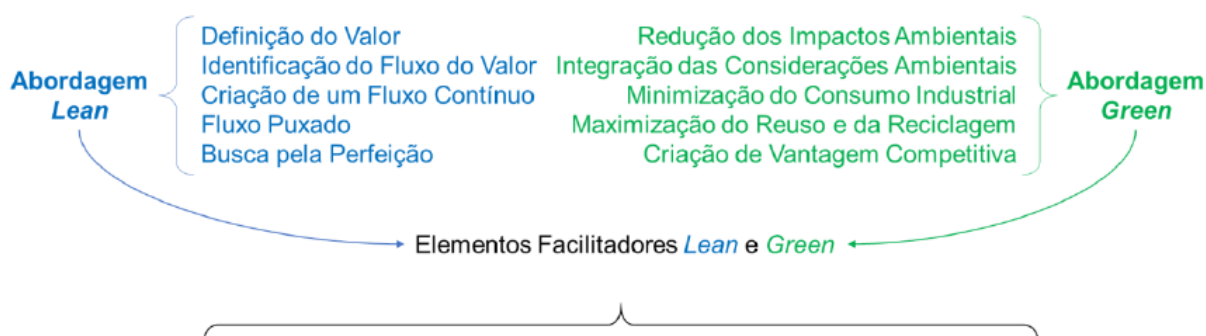 Abordagem
Lean
Definição do Valor
Identificação do Fluxo do Valor
Criação de um Fluxo Contínuo
Fluxo Puxado
Busca pela Perfeição
Redução dos Impactos Ambientais
Integração das Considerações Ambientais
Minimização do Consumo Industrial
Maximização do Reuso e da Reciclagem
Criação de Vantagem Competitiva
Abordagem
Green
Elementos Facilitadores Lean e Green